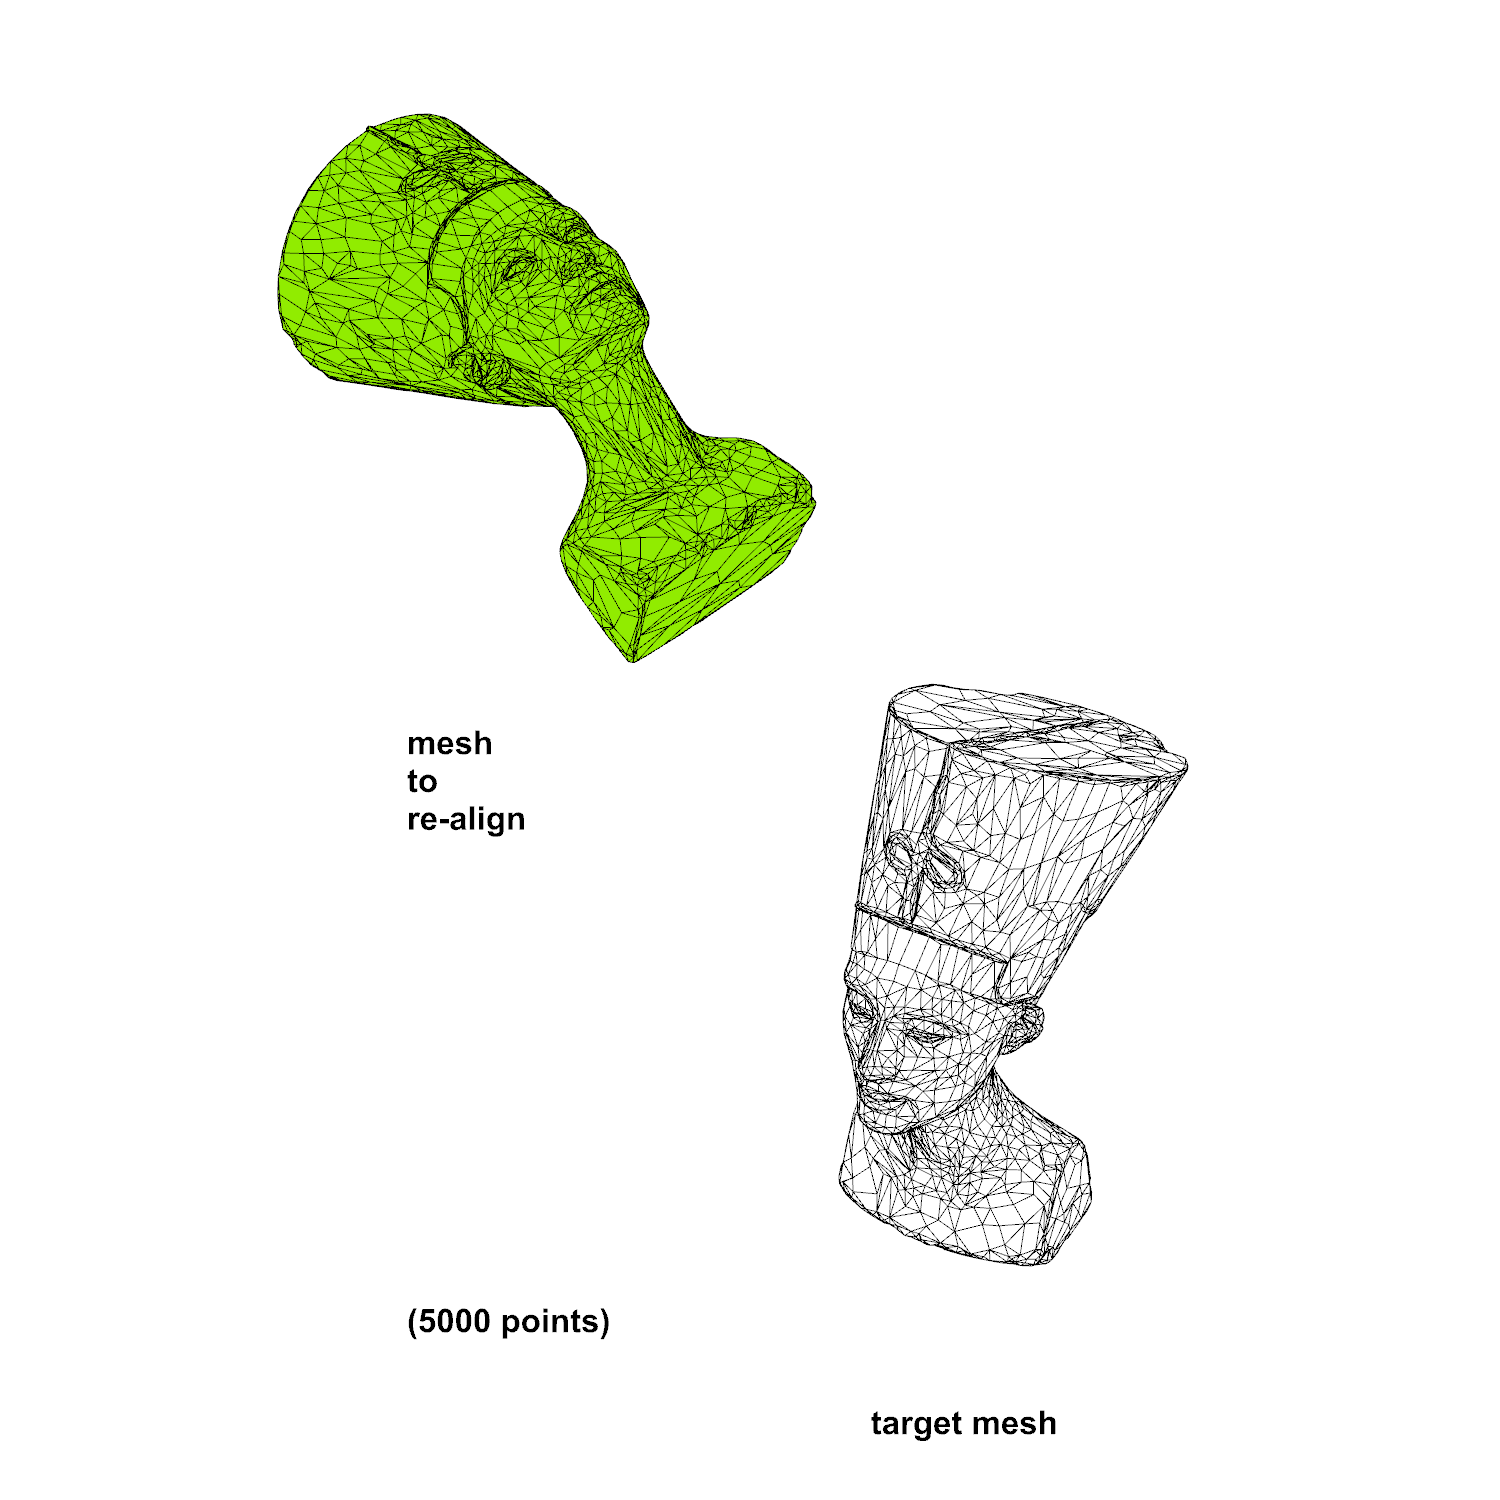 mesh
to
re-align
(5000 points)
target mesh